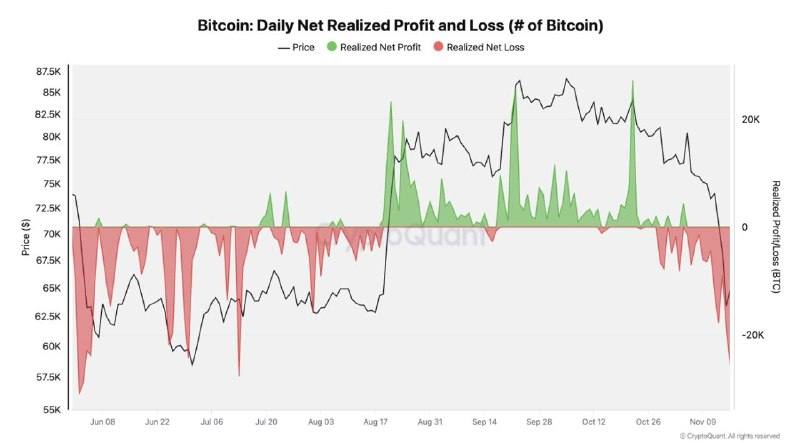 Bitcoin: Daily Net Realized Profit and Loss (# of Bitcoin)
Price Realized Net Profit Realized Net Loss
87.5K
85K
82.5K
80K
77.5K
75K
72.5K
70K
67.5K
65K
62.5K
60K
57.5K
55K
Price ($)
20K
0
-20K
Realized Profit/Loss (BTC)
CryptoQuant
Jun 08 Jun 22 Jul 06 Jul 20 Aug 03 Aug 17 Aug 31 Sep 14 Sep 28 Oct 12 Oct 26 Nov 09
© CryptoQuant. All rights reserved